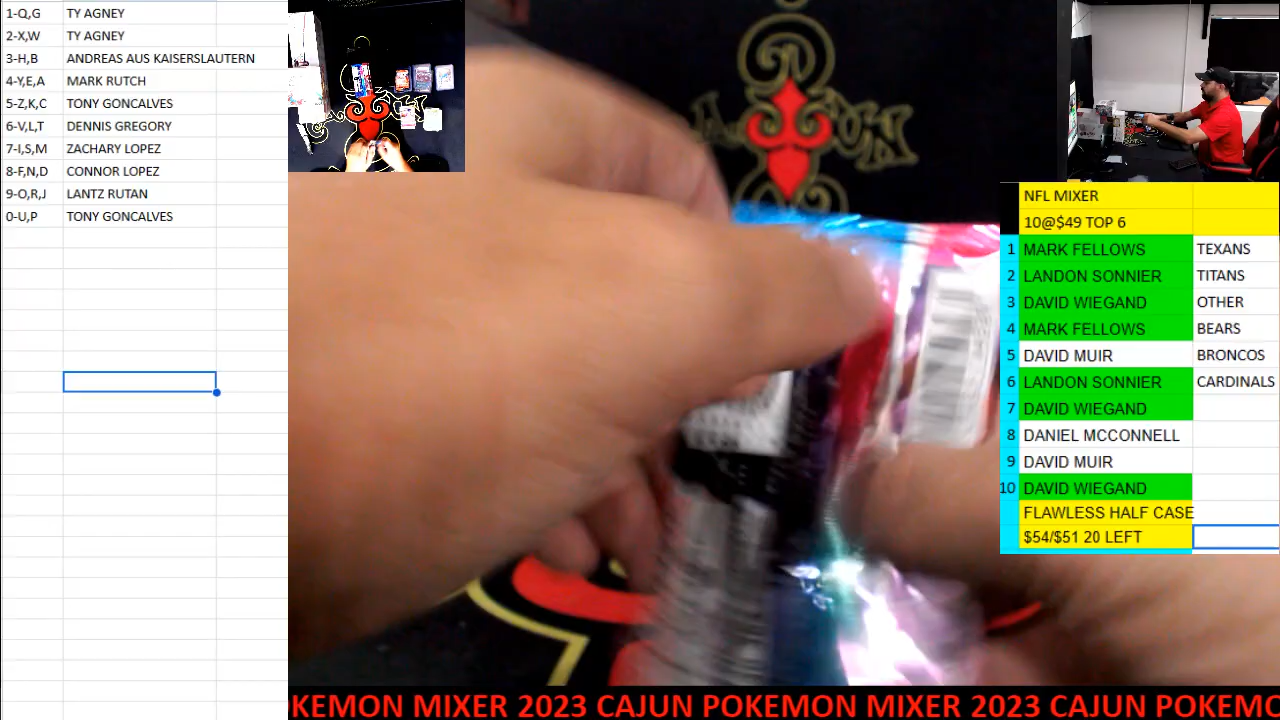 1-Q,G TY AGNEY
2-X,W TY AGNEY
3-H,B ANDREAS AUS KAISERSLAUTERN
4-Y,E,A MARK RUTCH
5-Z,K,C TONY GONCALVES
6-V,L,T DENNIS GREGORY
7-I,S,M ZACHARY LOPEZ
8-F,N,D CONNOR LOPEZ
9-O,R,J LANTZ RUTAN
0-U,P TONY GONCALVES
NFL MIXER
10@$49 TOP 6
1 MARK FELLOWS TEXANS
2 LANDON SONNIER TITANS
3 DAVID WIEGAND OTHER
4 MARK FELLOWS BEARS
5 DAVID MUIR BRONCOS
6 LANDON SONNIER CARDINALS
7 DAVID WIEGAND
8 DANIEL MCCONNELL
9 DAVID MUIR
10 DAVID WIEGAND
FLAWLESS HALF CASE
$54/$51 20 LEFT
KEMON MIXER 2023 CAJUN POKEMON MIXER 2023 CAJUN POKEMO